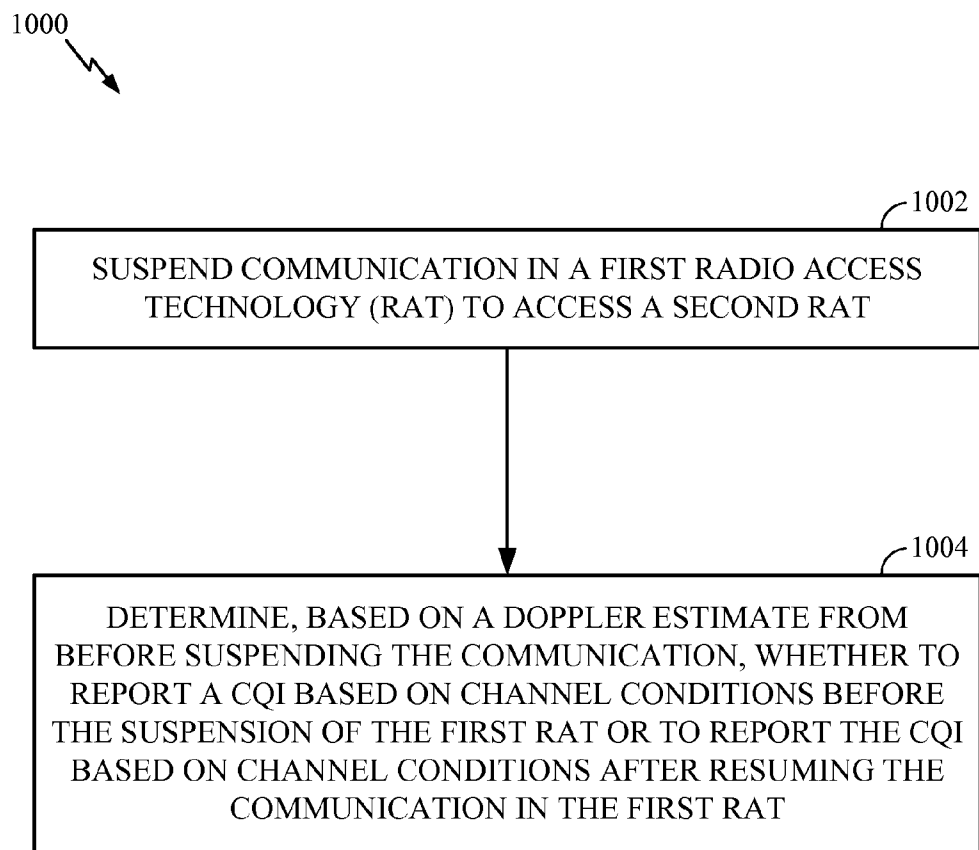 1000
1002
SUSPEND COMMUNICATION IN A FIRST RADIO ACCESS
TECHNOLOGY (RAT) TO ACCESS A SECOND RAT
1004
DETERMINE, BASED ON A DOPPLER ESTIMATE FROM
BEFORE SUSPENDING THE COMMUNICATION, WHETHER TO
REPORT A CQI BASED ON CHANNEL CONDITIONS BEFORE
THE SUSPENSION OF THE FIRST RAT OR TO REPORT THE CQI
BASED ON CHANNEL CONDITIONS AFTER RESUMING THE
COMMUNICATION IN THE FIRST RAT